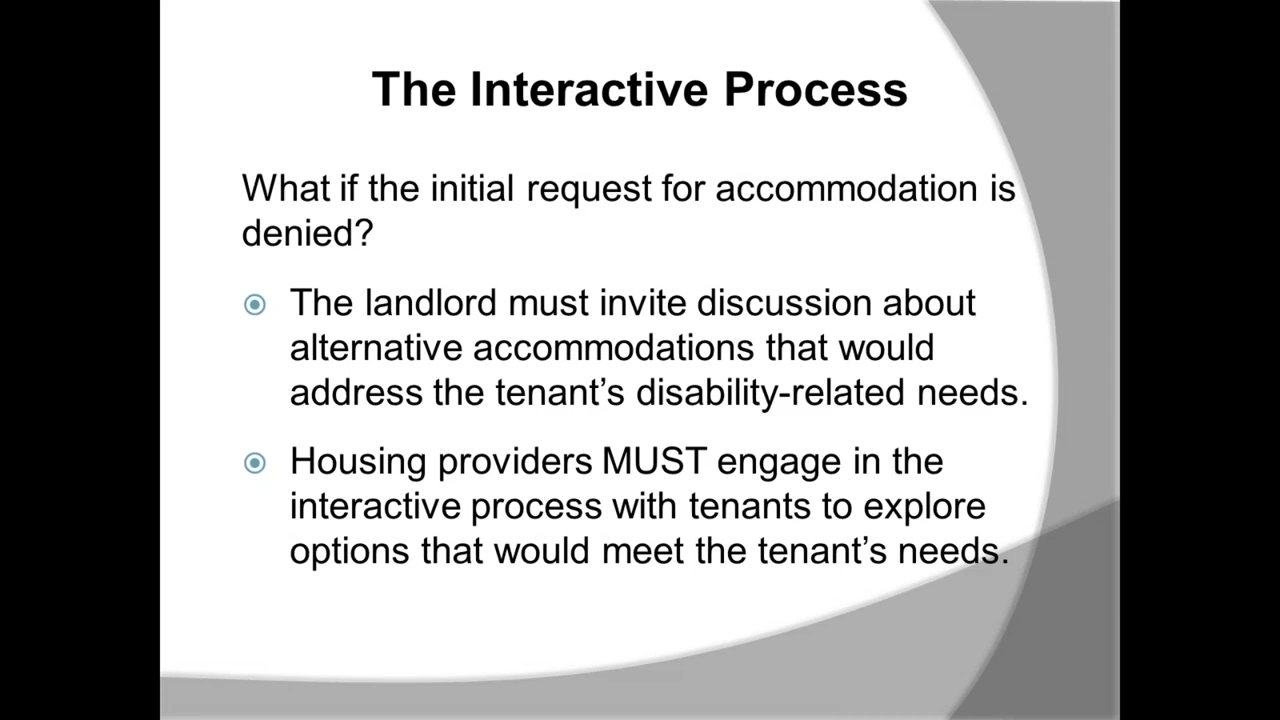 The Interactive Process
What if the initial request for accommodation is
denied?
The landlord must invite discussion about
alternative accommodations that would
address the tenant’s disability-related needs.
Housing providers MUST engage in the
interactive process with tenants to explore
options that would meet the tenant’s needs.